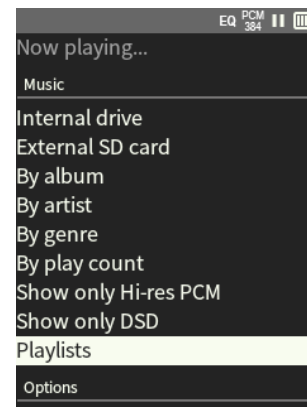 EQ PCM 384
Now playing...
Music
Internal drive
External SD card
By album
By artist
By genre
By play count
Show only Hi-res PCM
Show only DSD
Playlists
Options